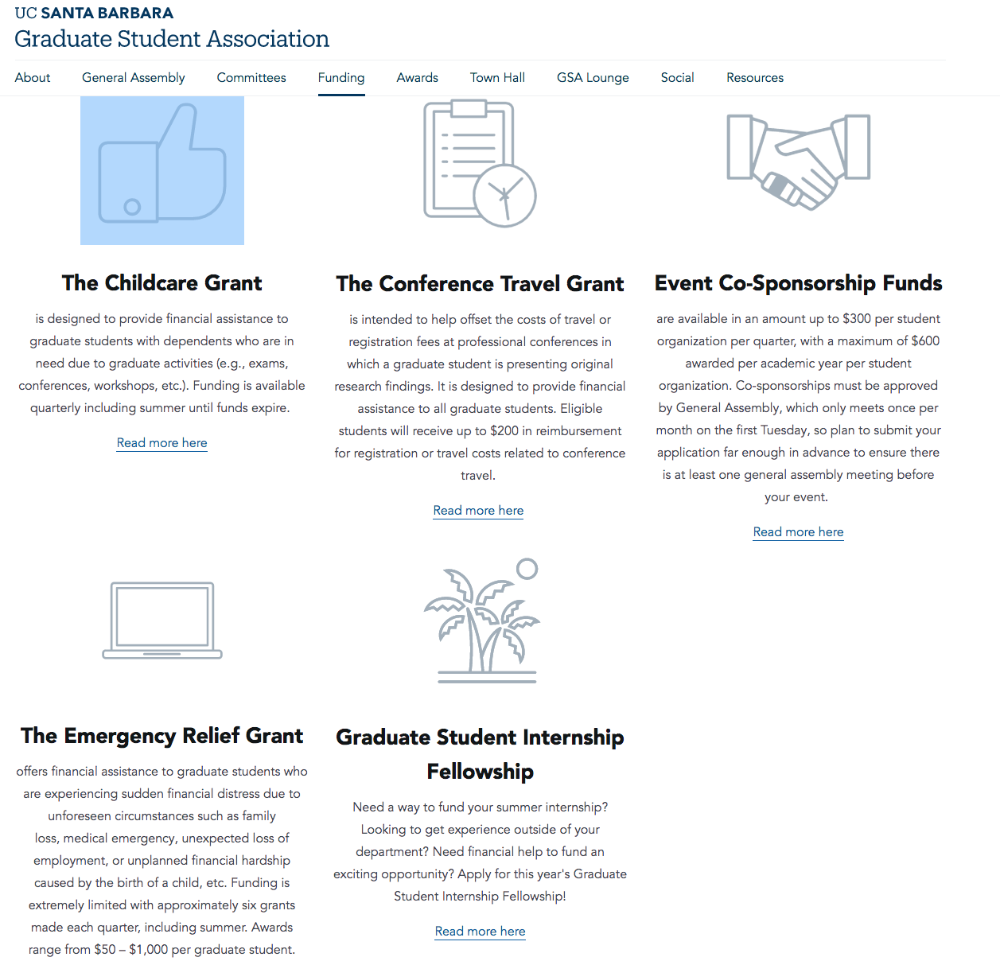 UC SANTA BARBARA
Graduate Student Association
About General Assembly Committees Funding Awards Town Hall GSA Lounge Social Resources
The Childcare Grant
is designed to provide financial assistance to
graduate students with dependents who are in
need due to graduate activities (e.g., exams,
conferences, workshops, etc.). Funding is available
quarterly including summer until funds expire.
Read more here
The Conference Travel Grant
is intended to help offset the costs of travel or
registration fees at professional conferences in
which a graduate student is presenting original
research findings. It is designed to provide financial
assistance to all graduate students. Eligible
students will receive up to $200 in reimbursement
for registration or travel costs related to conference
travel.
Read more here
Event Co-Sponsorship Funds
are available in an amount up to $300 per student
organization per quarter, with a maximum of $600
awarded per academic year per student
organization. Co-sponsorships must be approved
by General Assembly, which only meets once per
month on the first Tuesday, so plan to submit your
application far enough in advance to ensure there
is at least one general assembly meeting before
your event.
Read more here
The Emergency Relief Grant
offers financial assistance to graduate students who
are experiencing sudden financial distress due to
unforeseen circumstances such as family
loss, medical emergency, unexpected loss of
employment, or unplanned financial hardship
caused by the birth of a child, etc. Funding is
extremely limited with approximately six grants
made each quarter, including summer. Awards
range from $50 – $1,000 per graduate student.
Graduate Student Internship
Fellowship
Need a way to fund your summer internship?
Looking to get experience outside of your
department? Need financial help to fund an
exciting opportunity? Apply for this year's Graduate
Student Internship Fellowship!
Read more here